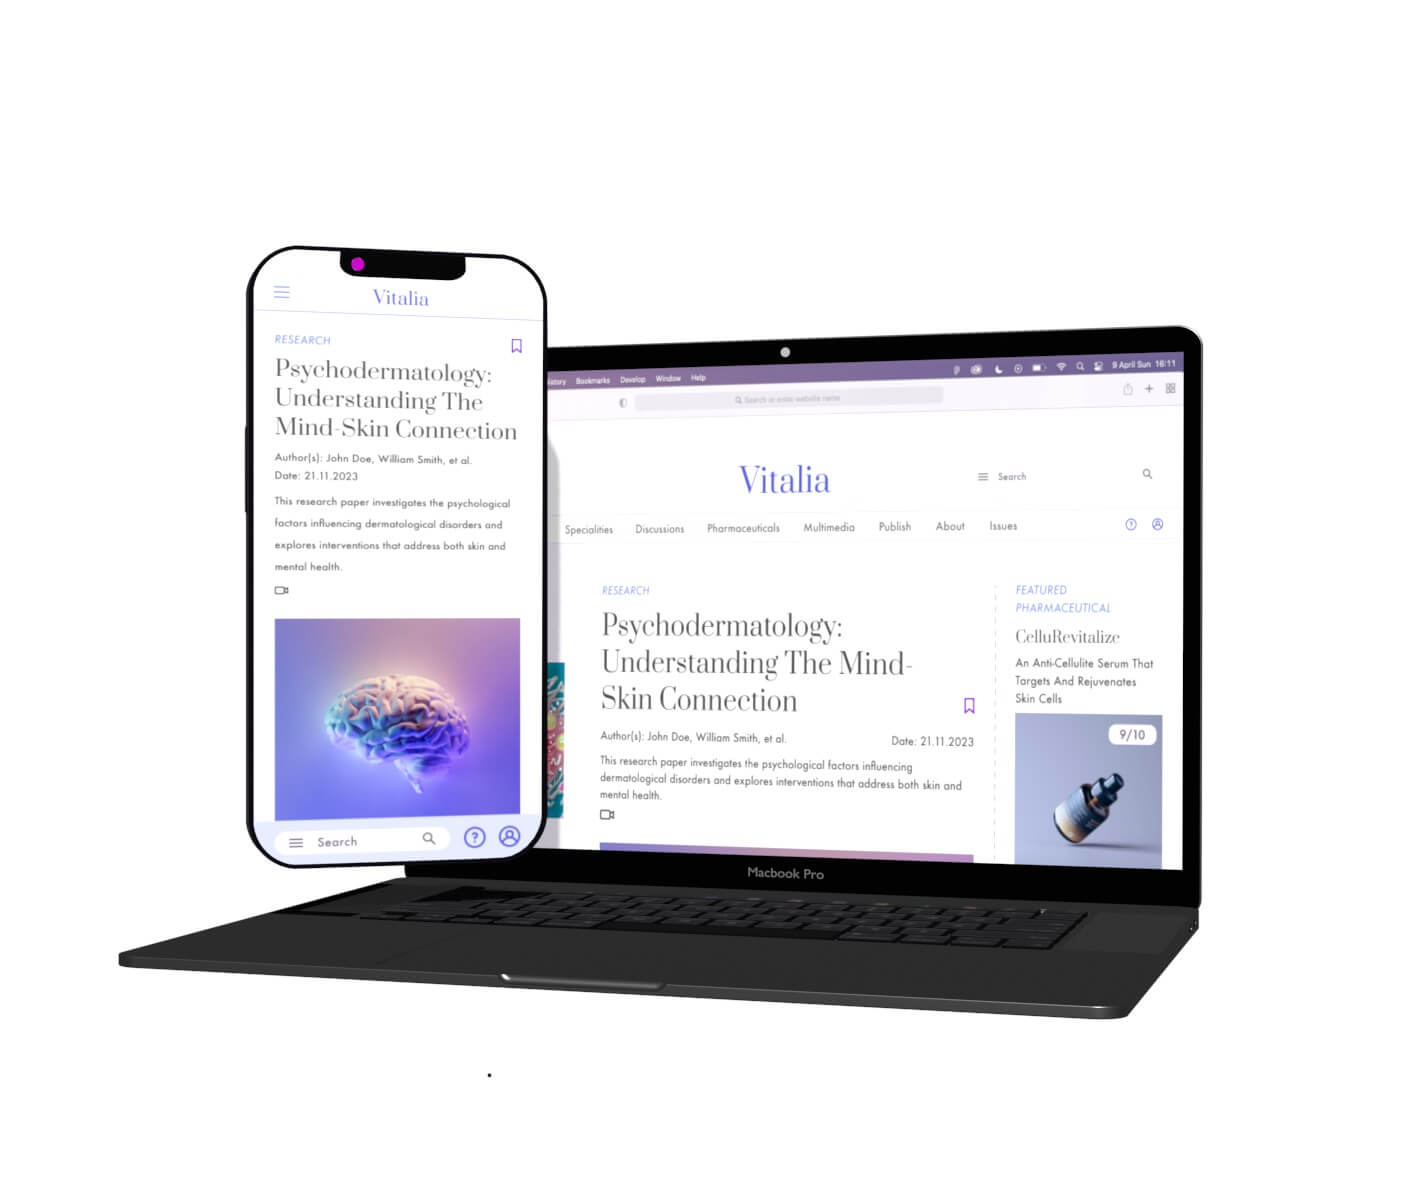 Vitalia
RESEARCH
Psychodermatology:
Understanding The
Mind-Skin Connection
Author(s): John Doe, William Smith, et al.
Date: 21.11.2023
This research paper investigates the psychological
factors influencing dermatological disorders and
explores interventions that address both skin and
mental health.
Search
Bookmarks Develop Window Help
9 April Sun 16:11
Search or enter website name
Vitalia
Search
Specialities Discussions Pharmaceuticals Multimedia Publish About Issues
RESEARCH
Psychodermatology:
Understanding The Mind-
Skin Connection
Author(s): John Doe, William Smith, et al.
Date: 21.11.2023
This research paper investigates the psychological factors influencing
dermatological disorders and explores interventions that address both skin and
mental health.
FEATURED
PHARMACEUTICAL
CelluRevitalize
An Anti-Cellulite Serum That
Targets And Rejuvenates
Skin Cells
9/10
Macbook Pro